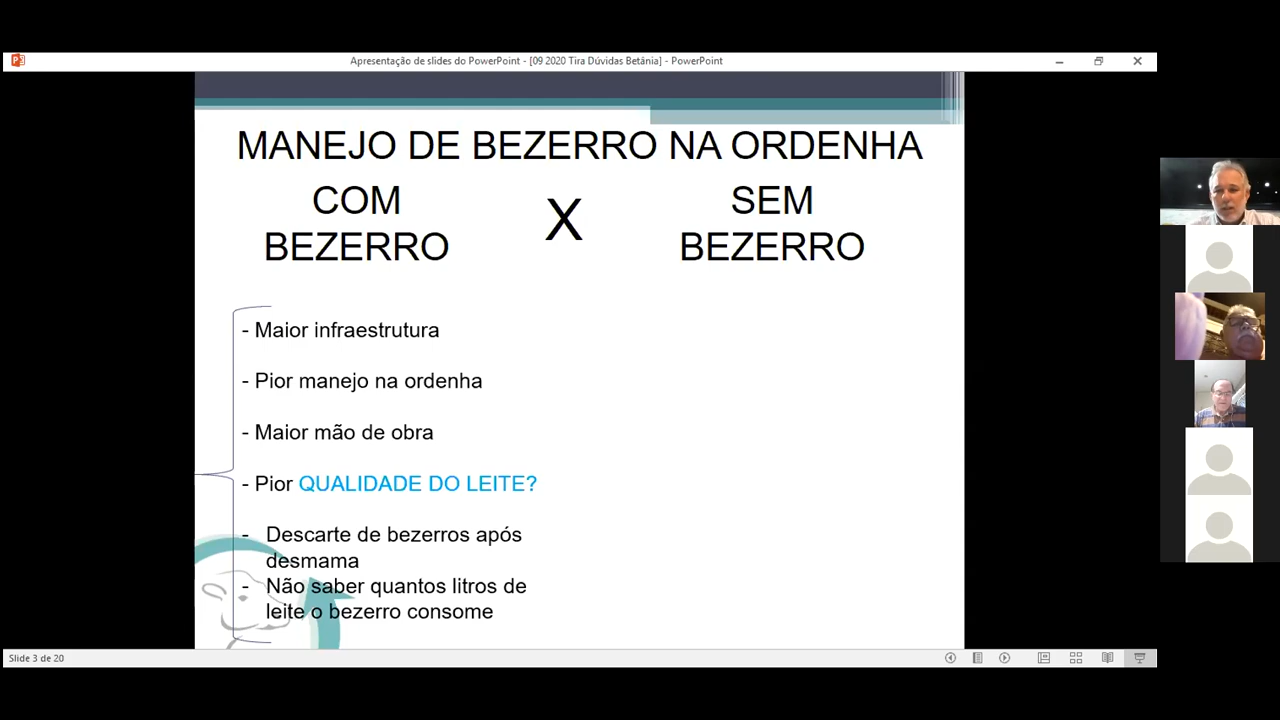 Apresentação de slides do PowerPoint - [09 2020 Tira Dúvidas Betânia] - PowerPoint
MANEJO DE BEZERRO NA ORDENHA
COM
BEZERRO
X
SEM
BEZERRO
- Maior infraestrutura
- Pior manejo na ordenha
- Maior mão de obra
- Pior QUALIDADE DO LEITE?
- Descarte de bezerros após
desmama
- Não saber quantos litros de
leite o bezerro consome
Slide 3 de 20